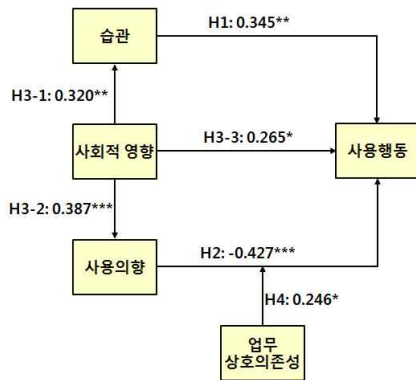 습관
H1: 0.345**
H3-1: 0.320**
사회적 영향
H3-3: 0.265*
사용행동
H3-2: 0.387***
사용의향
H2: -0.427***
H4: 0.246*
업무
상호의존성